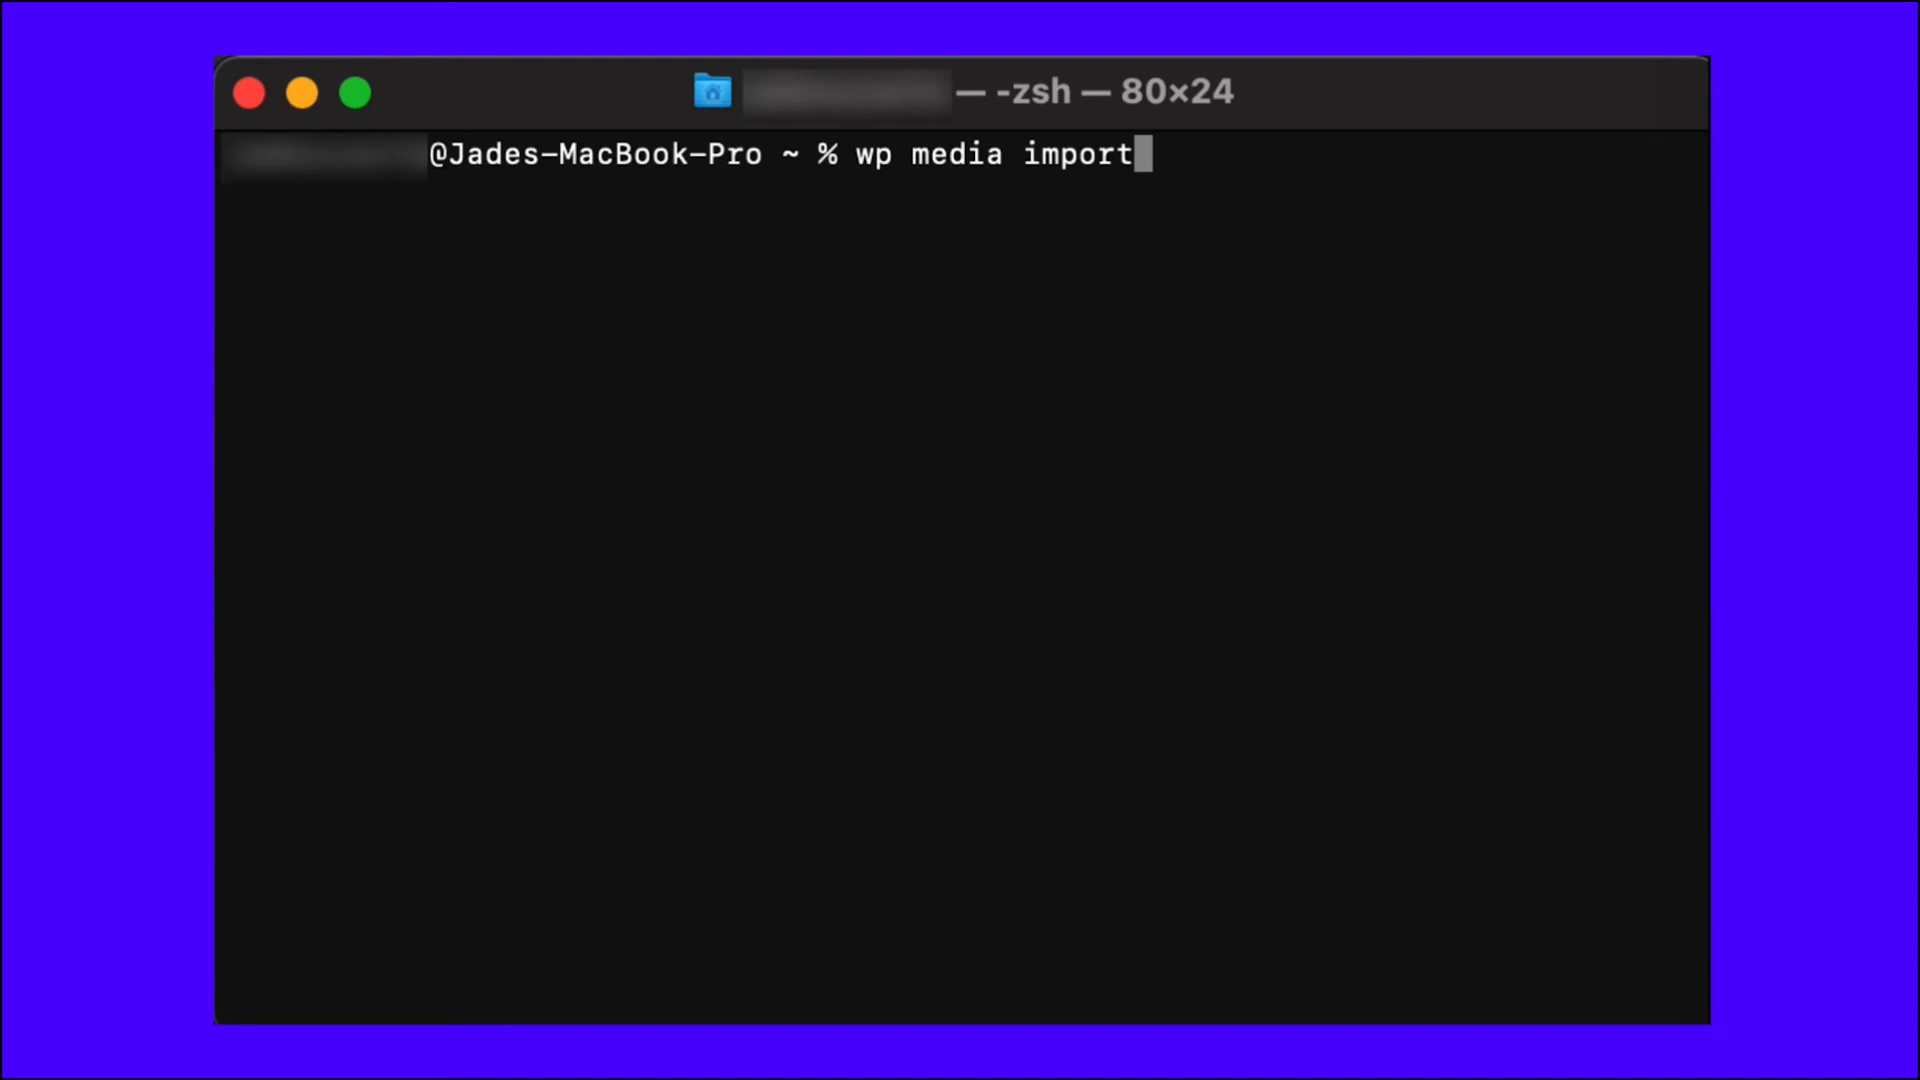 — -zsh — 80×24
@Jades-MacBook-Pro ~ % wp media import